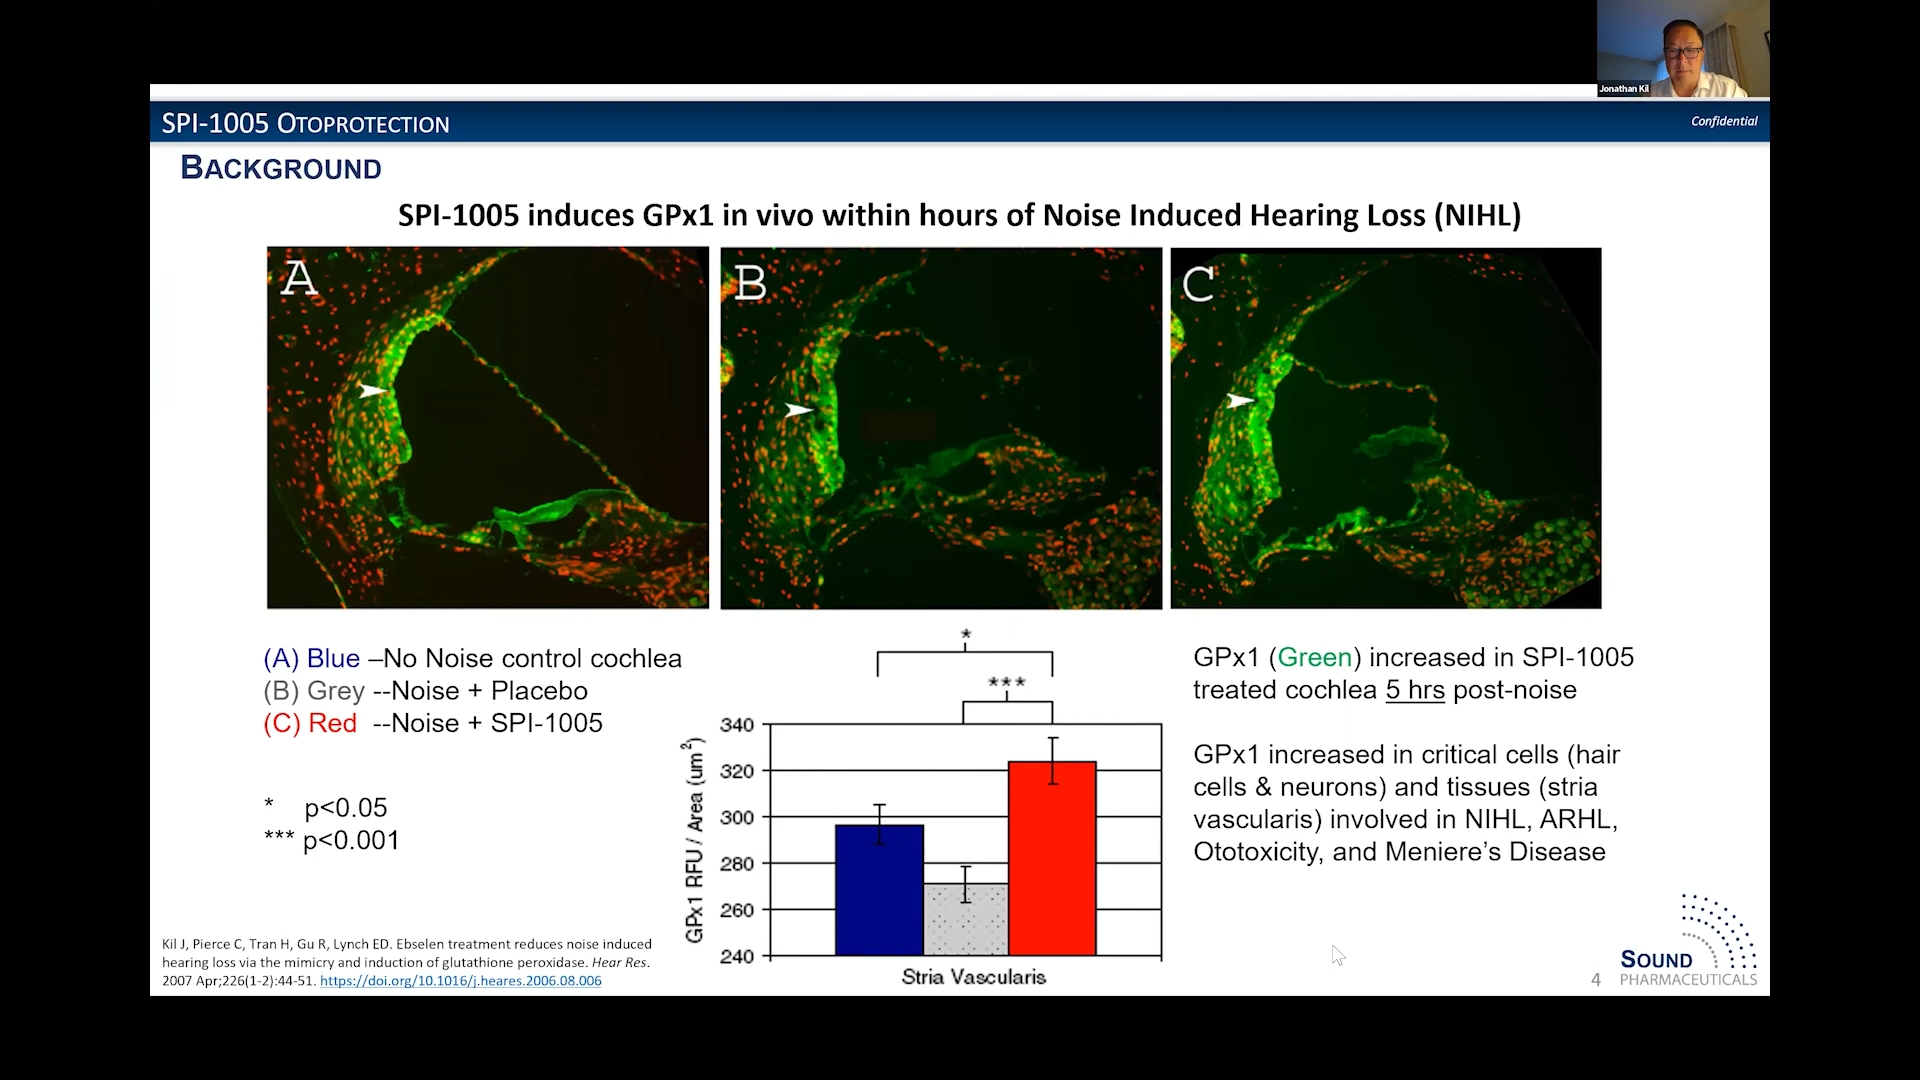 Jonathan Kil
SPI-1005 OTOPROTECTION
Confidential
BACKGROUND
SPI-1005 induces GPx1 in vivo within hours of Noise Induced Hearing Loss (NIHL)
A
B
C
(A) Blue –No Noise control cochlea
(B) Grey --Noise + Placebo
(C) Red --Noise + SPI-1005
* p<0.05
*** p<0.001
*
***
340
320
300
280
260
240
GPx1 RFU / Area (um²)
Stria Vascularis
GPx1 (Green) increased in SPI-1005
treated cochlea 5 hrs post-noise
GPx1 increased in critical cells (hair
cells & neurons) and tissues (stria
vascularis) involved in NIHL, ARHL,
Ototoxicity, and Meniere’s Disease
Kil J, Pierce C, Tran H, Gu R, Lynch ED. Ebselen treatment reduces noise induced
hearing loss via the mimicry and induction of glutathione peroxidase. Hear Res.
2007 Apr;226(1-2):44-51. https://doi.org/10.1016/j.heares.2006.08.006
4
SOUND
PHARMACEUTICALS